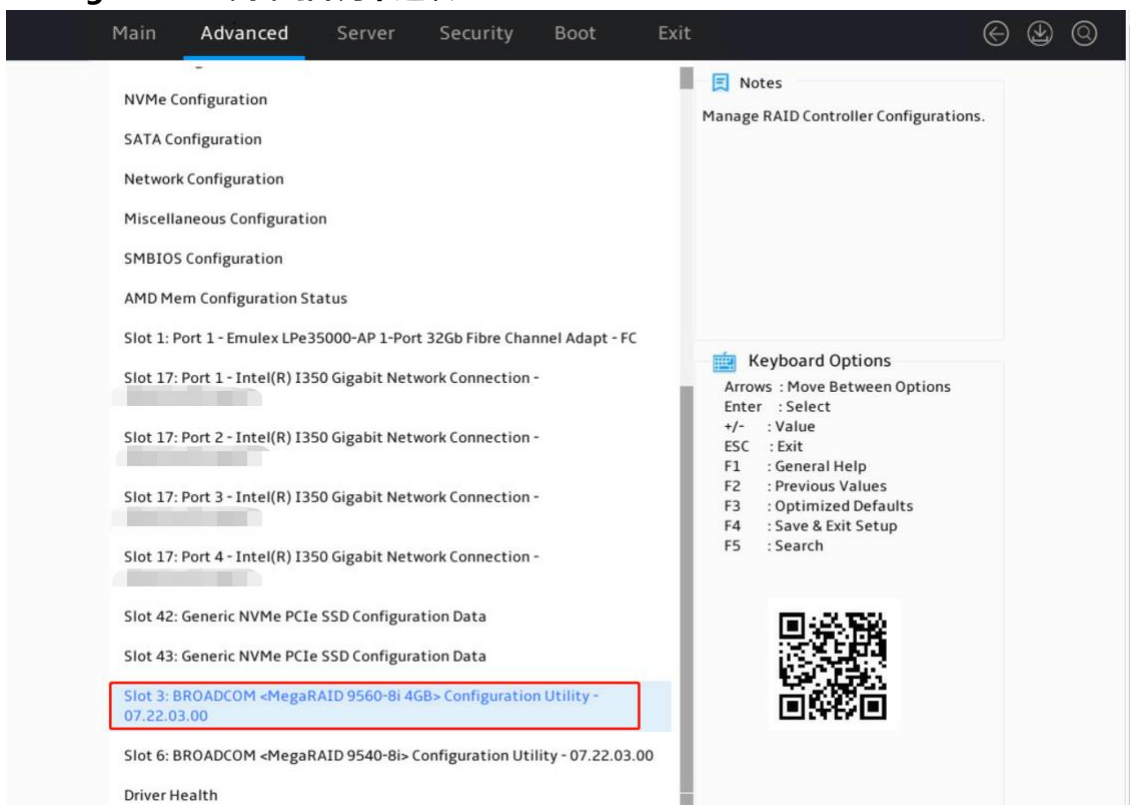 Main Advanced Server Security Boot Exit
NVMe Configuration
SATA Configuration
Network Configuration
Miscellaneous Configuration
SMBIOS Configuration
AMD Mem Configuration Status
Slot 1: Port 1 - Emulex LPe35000-AP 1-Port 32Gb Fibre Channel Adapt - FC
Slot 17: Port 1 - Intel(R) I350 Gigabit Network Connection -
Slot 17: Port 2 - Intel(R) I350 Gigabit Network Connection -
Slot 17: Port 3 - Intel(R) I350 Gigabit Network Connection -
Slot 17: Port 4 - Intel(R) I350 Gigabit Network Connection -
Slot 42: Generic NVMe PCIe SSD Configuration Data
Slot 43: Generic NVMe PCIe SSD Configuration Data
Slot 3: BROADCOM <MegaRAID 9560-8i 4GB> Configuration Utility -
07.22.03.00
Slot 6: BROADCOM <MegaRAID 9540-8i> Configuration Utility - 07.22.03.00
Driver Health
Notes
Manage RAID Controller Configurations.
Keyboard Options
Arrows : Move Between Options
Enter : Select
+/- : Value
ESC : Exit
F1 : General Help
F2 : Previous Values
F3 : Optimized Defaults
F4 : Save & Exit Setup
F5 : Search